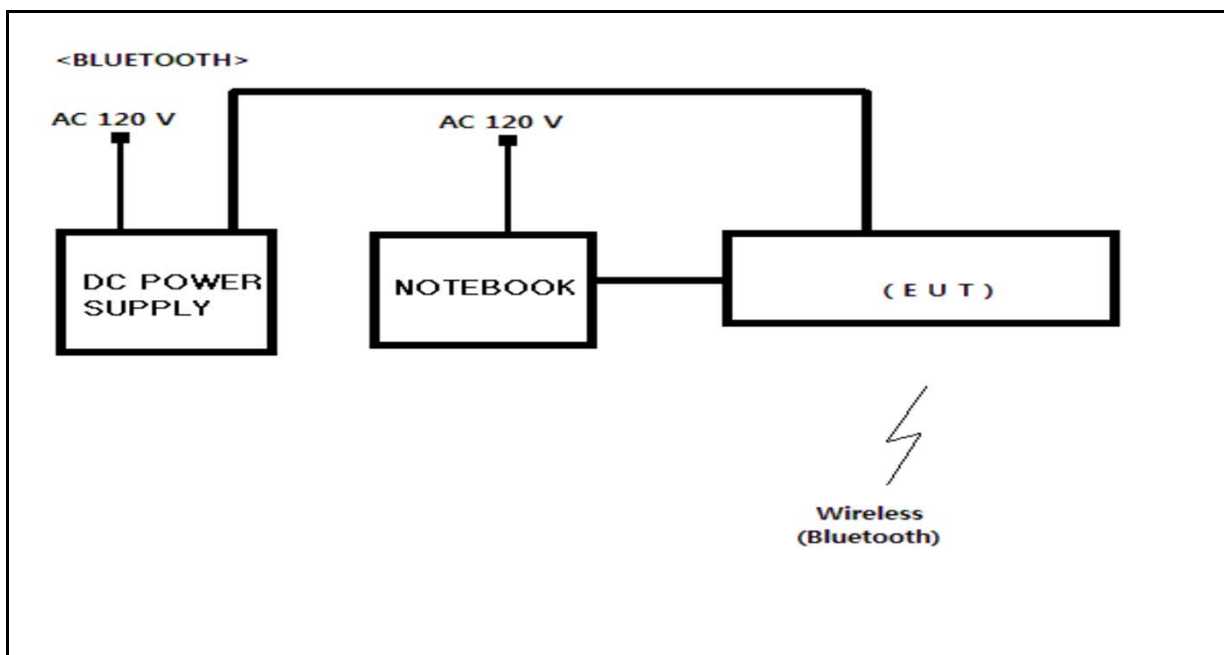 <BLUETOOTH>
AC 120 V
AC 120 V
DC POWER
SUPPLY
NOTEBOOK
( E U T )
Wireless
(Bluetooth)